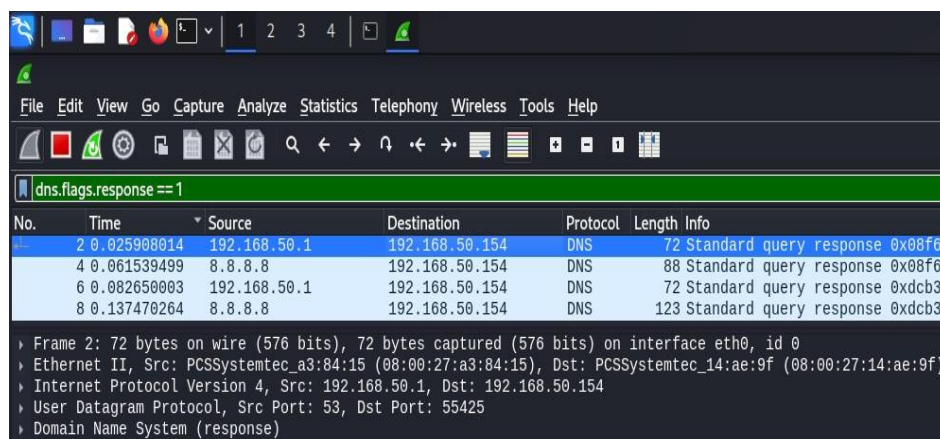 1 2 3 4
File Edit View Go Capture Analyze Statistics Telephony Wireless Tools Help
dns.flags.response == 1
No. Time Source Destination Protocol Length Info
2 0.025908014 192.168.50.1 192.168.50.154 DNS 72 Standard query response 0x08f6
4 0.061539499 8.8.8.8 192.168.50.154 DNS 88 Standard query response 0x08f6
6 0.082650003 192.168.50.1 192.168.50.154 DNS 72 Standard query response 0xdcb3
8 0.137470264 8.8.8.8 192.168.50.154 DNS 123 Standard query response 0xdcb3
Frame 2: 72 bytes on wire (576 bits), 72 bytes captured (576 bits) on interface eth0, id 0
Ethernet II, Src: PCSSystemtec_a3:84:15 (08:00:27:a3:84:15), Dst: PCSSystemtec_14:ae:9f (08:00:27:14:ae:9f)
Internet Protocol Version 4, Src: 192.168.50.1, Dst: 192.168.50.154
User Datagram Protocol, Src Port: 53, Dst Port: 55425
Domain Name System (response)